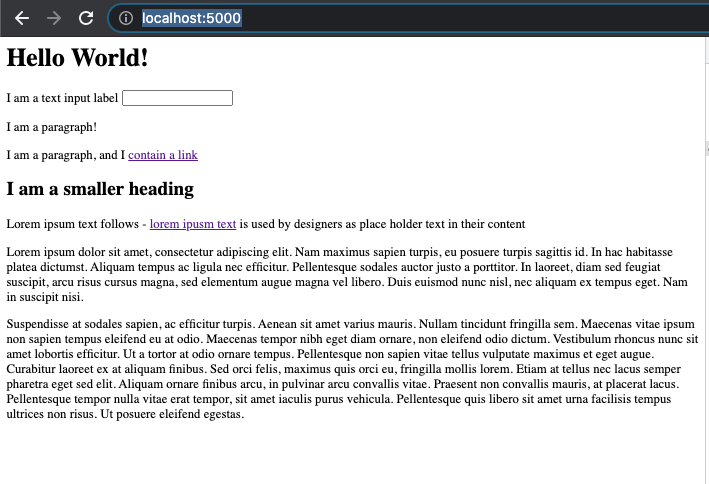 localhost:5000
Hello World!
I am a text input label
I am a paragraph!
I am a paragraph, and I contain a link
I am a smaller heading
Lorem ipsum text follows - lorem ipusm text is used by designers as place holder text in their content
Lorem ipsum dolor sit amet, consectetur adipiscing elit. Nam maximus sapien turpis, eu posuere turpis sagittis id. In hac habitasse
platea dictumst. Aliquam tempus ac ligula nec efficitur. Pellentesque sodales auctor justo a porttitor. In laoreet, diam sed feugiat
suscipit, arcu risus cursus magna, sed elementum augue magna vel libero. Duis euismod nunc nisl, nec aliquam ex tempus eget. Nam
in suscipit nisi.
Suspendisse at sodales sapien, ac efficitur turpis. Aenean sit amet varius mauris. Nullam tincidunt fringilla sem. Maecenas vitae ipsum
non sapien tempus eleifend eu at odio. Maecenas tempor nibh eget diam ornare, non eleifend odio dictum. Vestibulum rhoncus nunc sit
amet lobortis efficitur. Ut a tortor at odio ornare tempus. Pellentesque non sapien vitae tellus vulputate maximus et eget augue.
Curabitur laoreet ex at aliquam finibus. Sed orci felis, maximus quis orci eu, fringilla mollis lorem. Etiam at tellus nec lacus semper
pharetra eget sed elit. Aliquam ornare finibus arcu, in pulvinar arcu convallis vitae. Praesent non convallis mauris, at placerat lacus.
Pellentesque tempor nulla vitae erat tempor, sit amet iaculis purus vehicula. Pellentesque quis libero sit amet urna facilisis tempus
ultrices non risus. Ut posuere eleifend egestas.